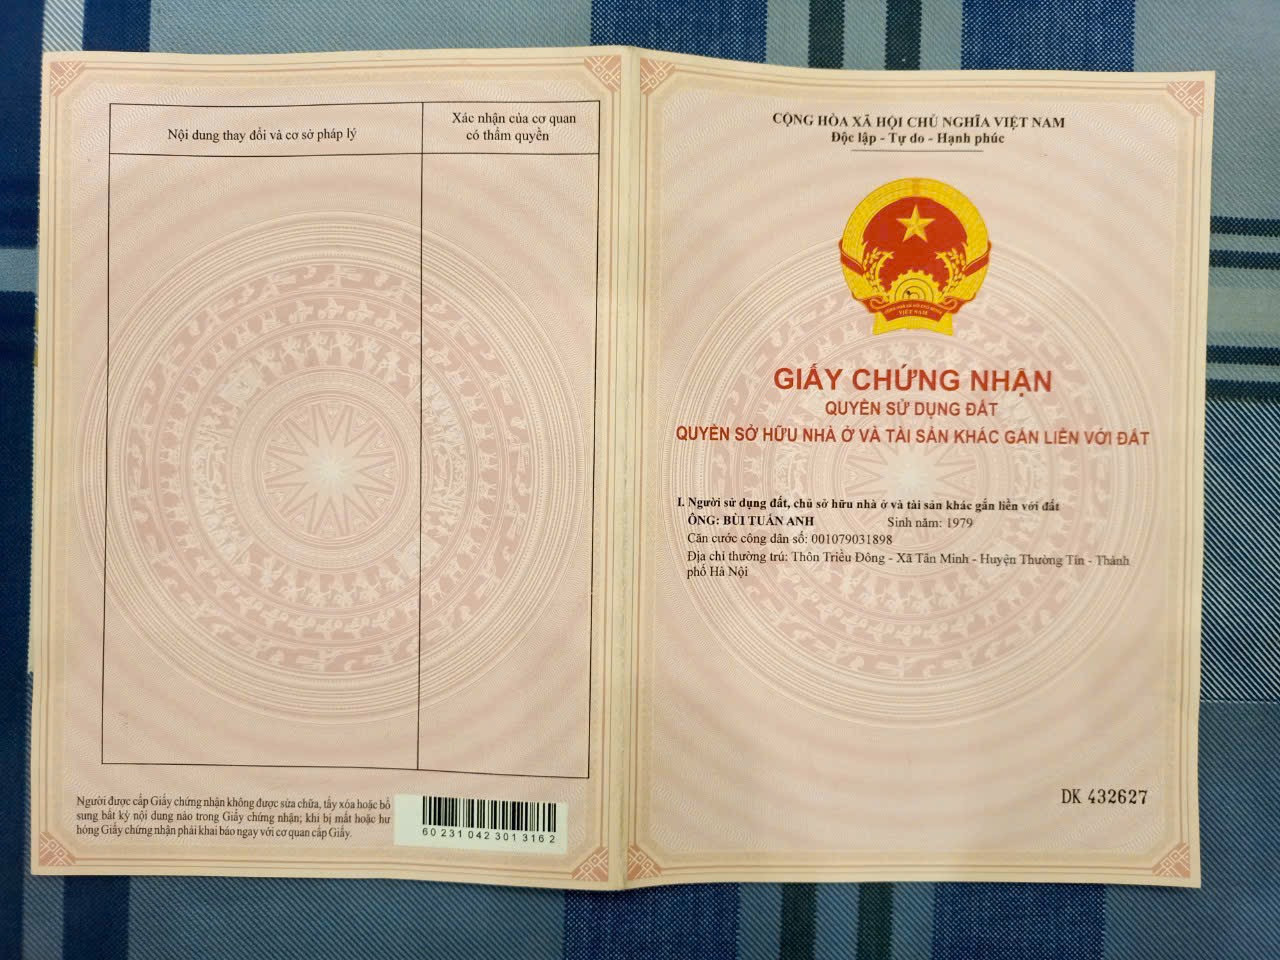 Nội dung thay đổi và cơ sở pháp lý
Xác nhận của cơ quan
có thẩm quyền
Người được cấp Giấy chứng nhận không được sửa chữa, tẩy xóa hoặc bổ
sung bất kỳ nội dung nào trong Giấy chứng nhận; khi bị mất hoặc hư
hỏng Giấy chứng nhận phải khai báo ngay với cơ quan cấp Giấy.
6023104230131 62
CỘNG HÒA XÃ HỘI CHỦ NGHĨA VIỆT NAM
Độc lập - Tự do - Hạnh phúc
VIỆT NAM
GIẤY CHỨNG NHẬN
QUYỀN SỬ DỤNG ĐẤT
QUYỀN SỞ HỮU NHÀ Ở VÀ TÀI SẢN KHÁC GẮN LIỀN VỚI ĐẤT
I. Người sử dụng đất, chủ sở hữu nhà ở và tài sản khác gắn liền với đất
ÔNG: BÙI TUẤN ANH Sinh năm: 1979
Căn cước công dân số: 001079031898
Địa chỉ thường trú: Thôn Triều Đông - Xã Tân Minh - Huyện Thường Tín - Thành
phố Hà Nội
DK 432627